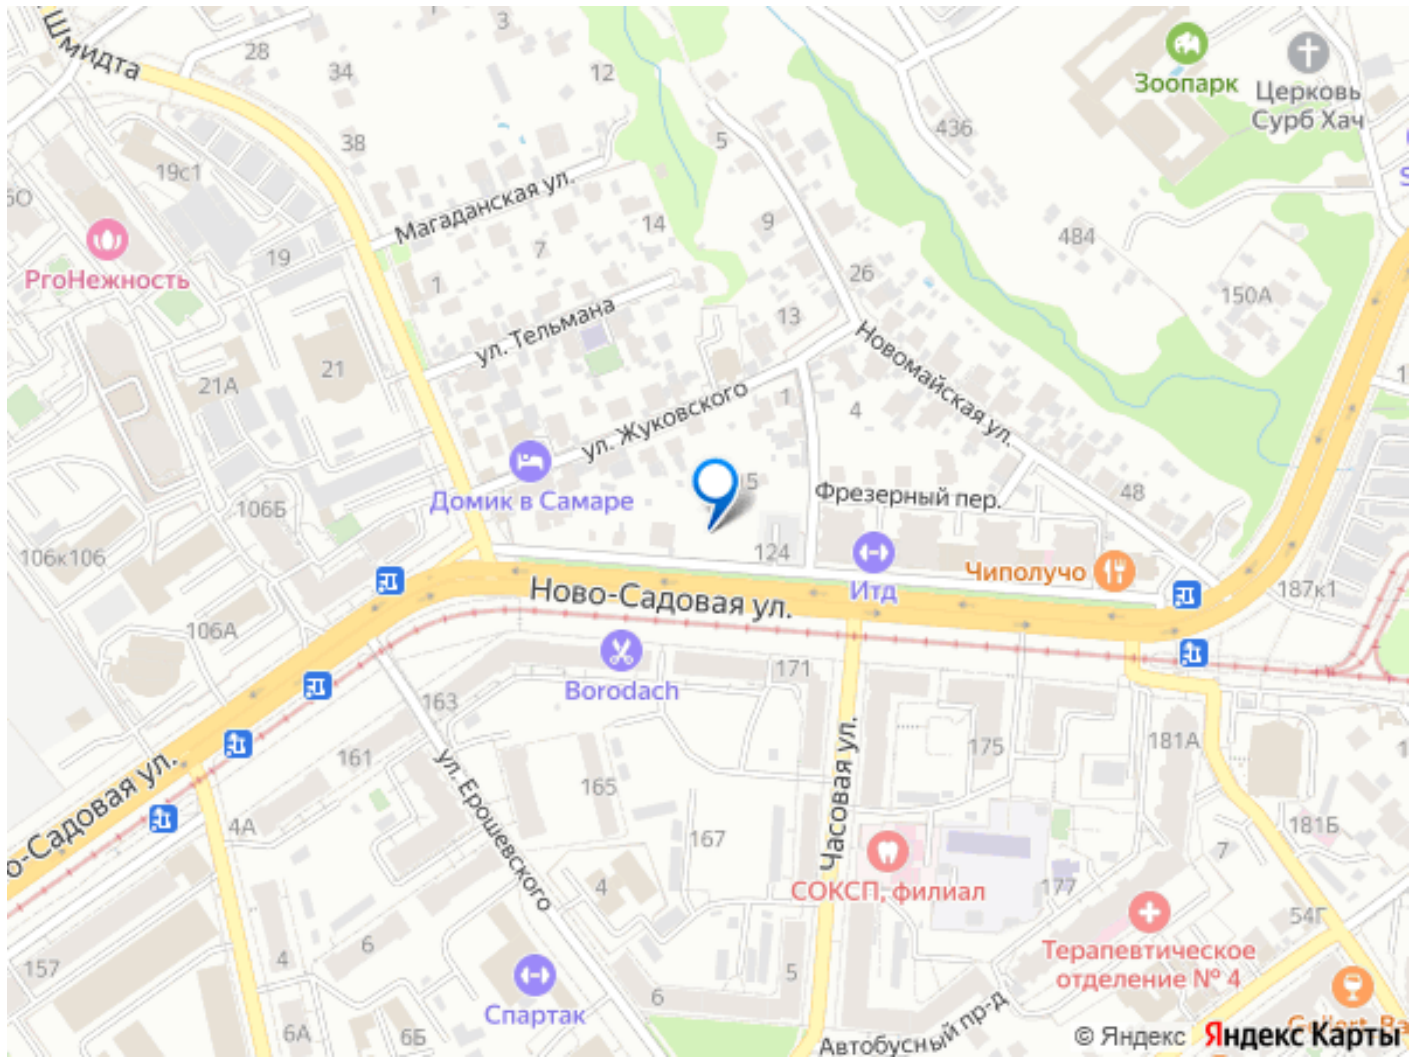 Шмидта
28
3
34
12
38
5
436
Зоопарк
Церковь
Сурб Хач
19с1
19
РгоНежность
Магаданская ул.
14
7
9
1
26
484
150А
13
ул. Тельмана
21
21А
Новомайская ул.
ул. Жуковского
1
4
Домик в Самаре
5
Фрезерный пер.
48
106Б
106к106
124
Итд
Чиполучо
187к1
Ново-Садовая ул.
106А
Borodach
171
163
161
175
181А
о-Садовая ул.
ул. Ерошевского
165
167
Часовая ул.
4А
181Б
7
СОКСП, филиал
177
4
54Г
Терапевтическое
отделение № 4
157
4
6
5
Спартак
6
6А
6Б
Автобусный пр-д
© Яндекс Яндекс Карты